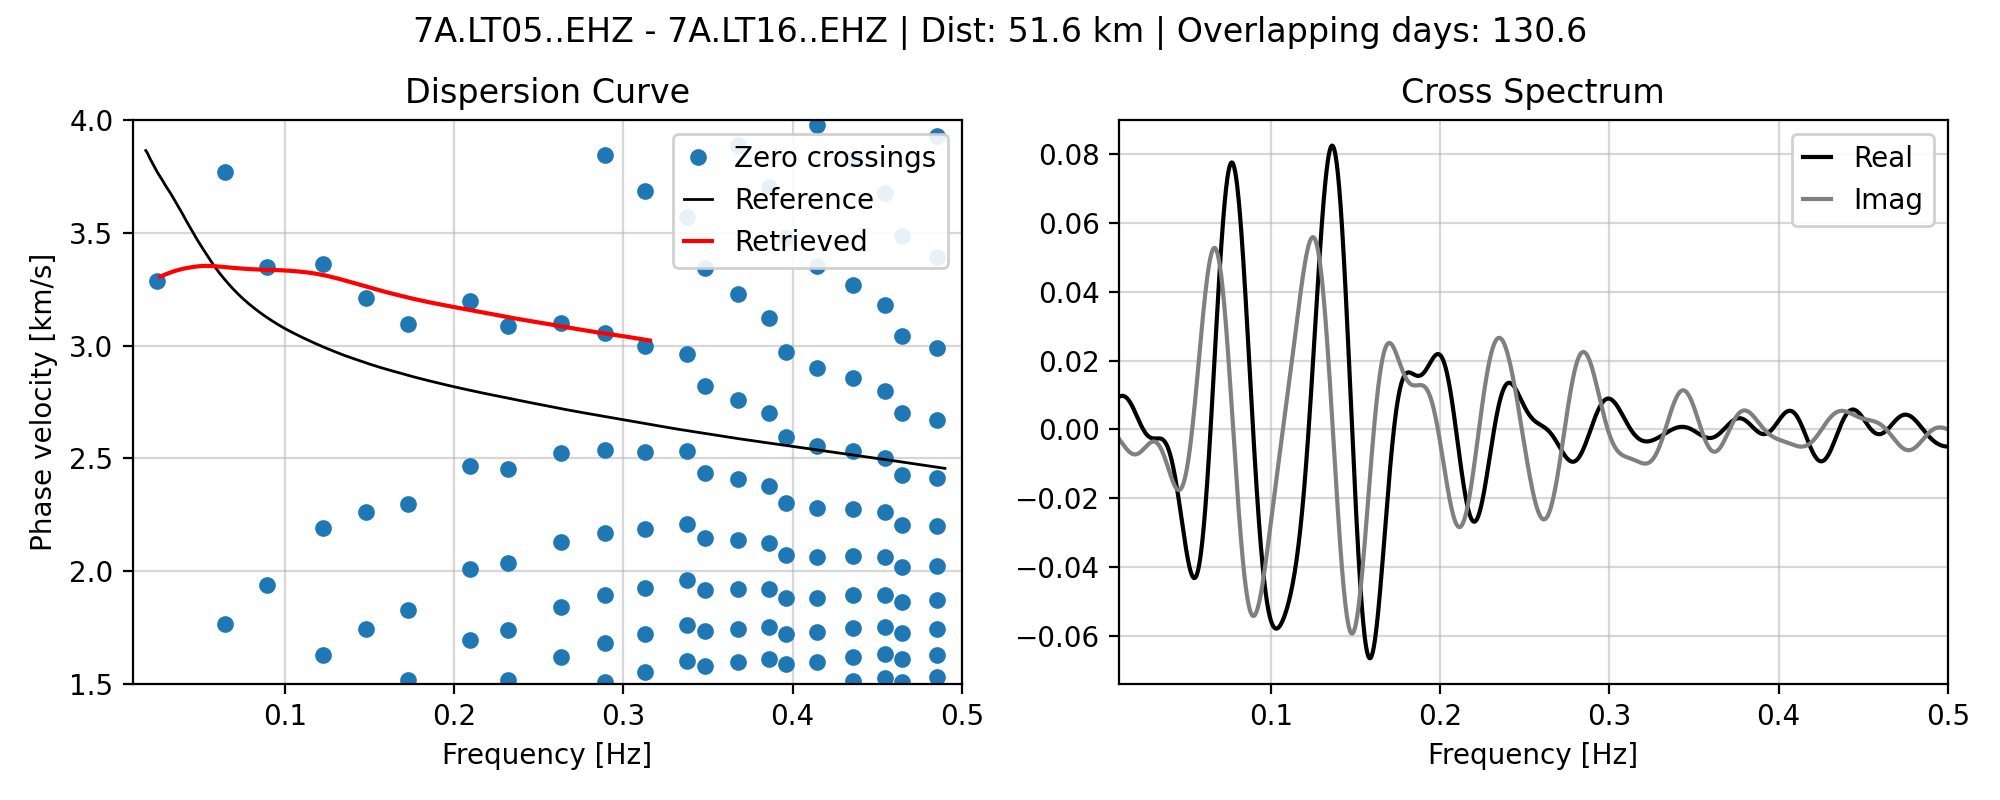 7A.LT05..EHZ - 7A.LT16..EHZ | Dist: 51.6 km | Overlapping days: 130.6
Dispersion Curve
Phase velocity [km/s]
4.0
3.5
3.0
2.5
2.0
1.5
Zero crossings
Reference
Retrieved
0.1
0.2
0.3
0.4
0.5
Frequency [Hz]
Cross Spectrum
0.08
0.06
0.04
0.02
0.00
−0.02
−0.04
−0.06
Real
Imag
0.1
0.2
0.3
0.4
0.5
Frequency [Hz]